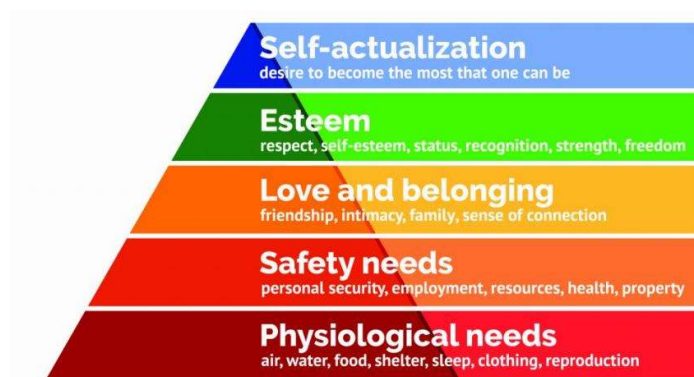 Self-actualization
desire to become the most that one can be
Esteem
respect, self-esteem, status, recognition, strength, freedom
Love and belonging
friendship, intimacy, family, sense of connection
Safety needs
personal security, employment, resources, health, property
Physiological needs
air, water, food, shelter, sleep, clothing, reproduction